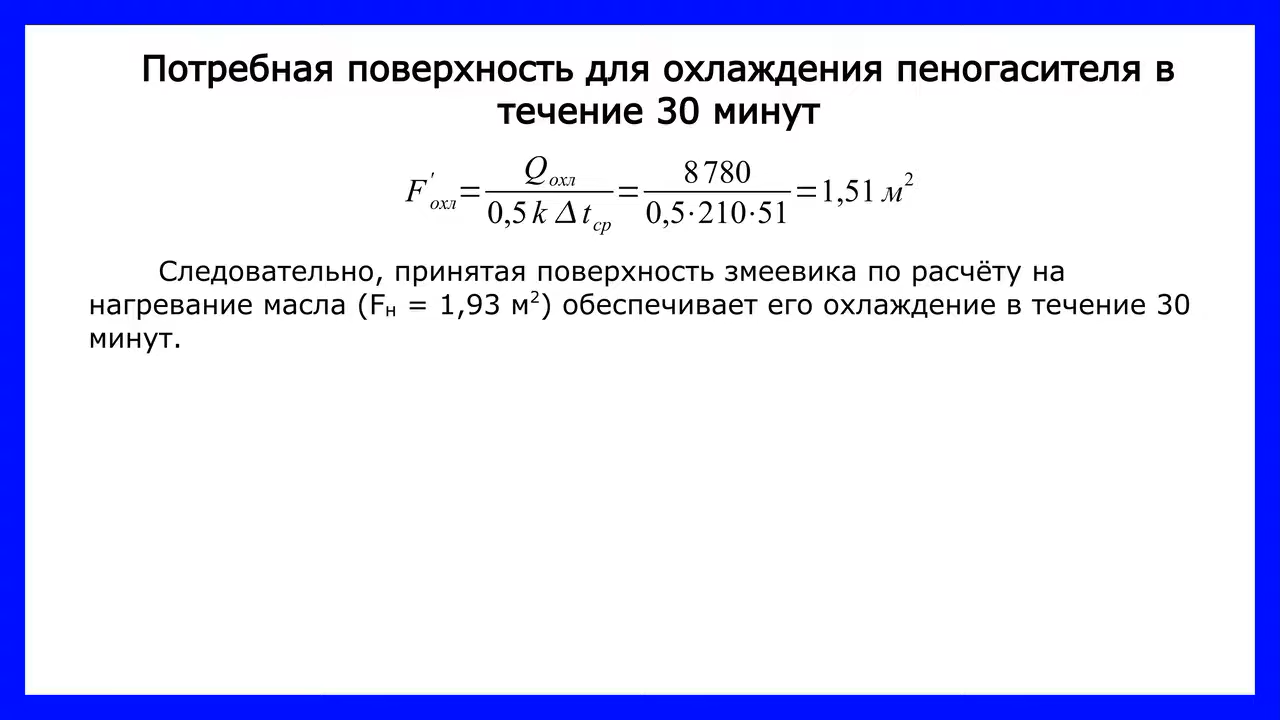 Потребная поверхность для охлаждения пеногасителя в
течение 30 минут
F'охл = Qохл / (0,5 k Δ tср) = 8 780 / (0,5·210·51) = 1,51 м²
Следовательно, принятая поверхность змеевика по расчёту на
нагревание масла (Fн = 1,93 м²) обеспечивает его охлаждение в течение 30
минут.